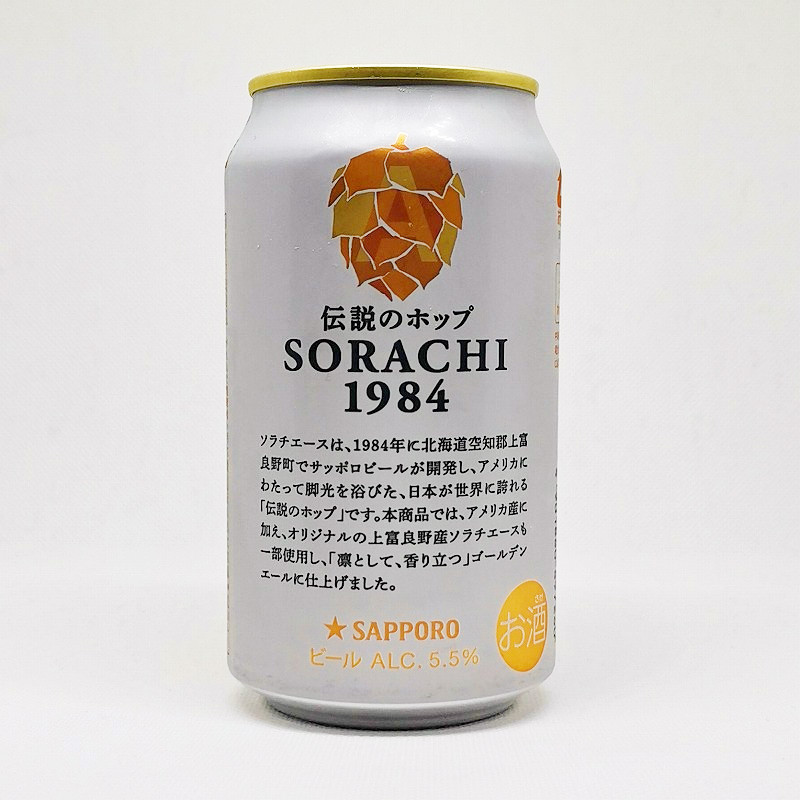 伝説のホップ
SORACHI
1984
ソラチエースは、1984年に北海道空知郡上富
良野町でサッポロビールが開発し、アメリカに
わたって脚光を浴びた、日本が世界に誇れる
「伝説のホップ」です。本商品では、アメリカ産に
加え、オリジナルの上富良野産ソラチエースも
一部使用し、「凛として、香り立つ」ゴールデン
エールに仕上げました。
★ SAPPORO
ビール ALC. 5.5%
お酒